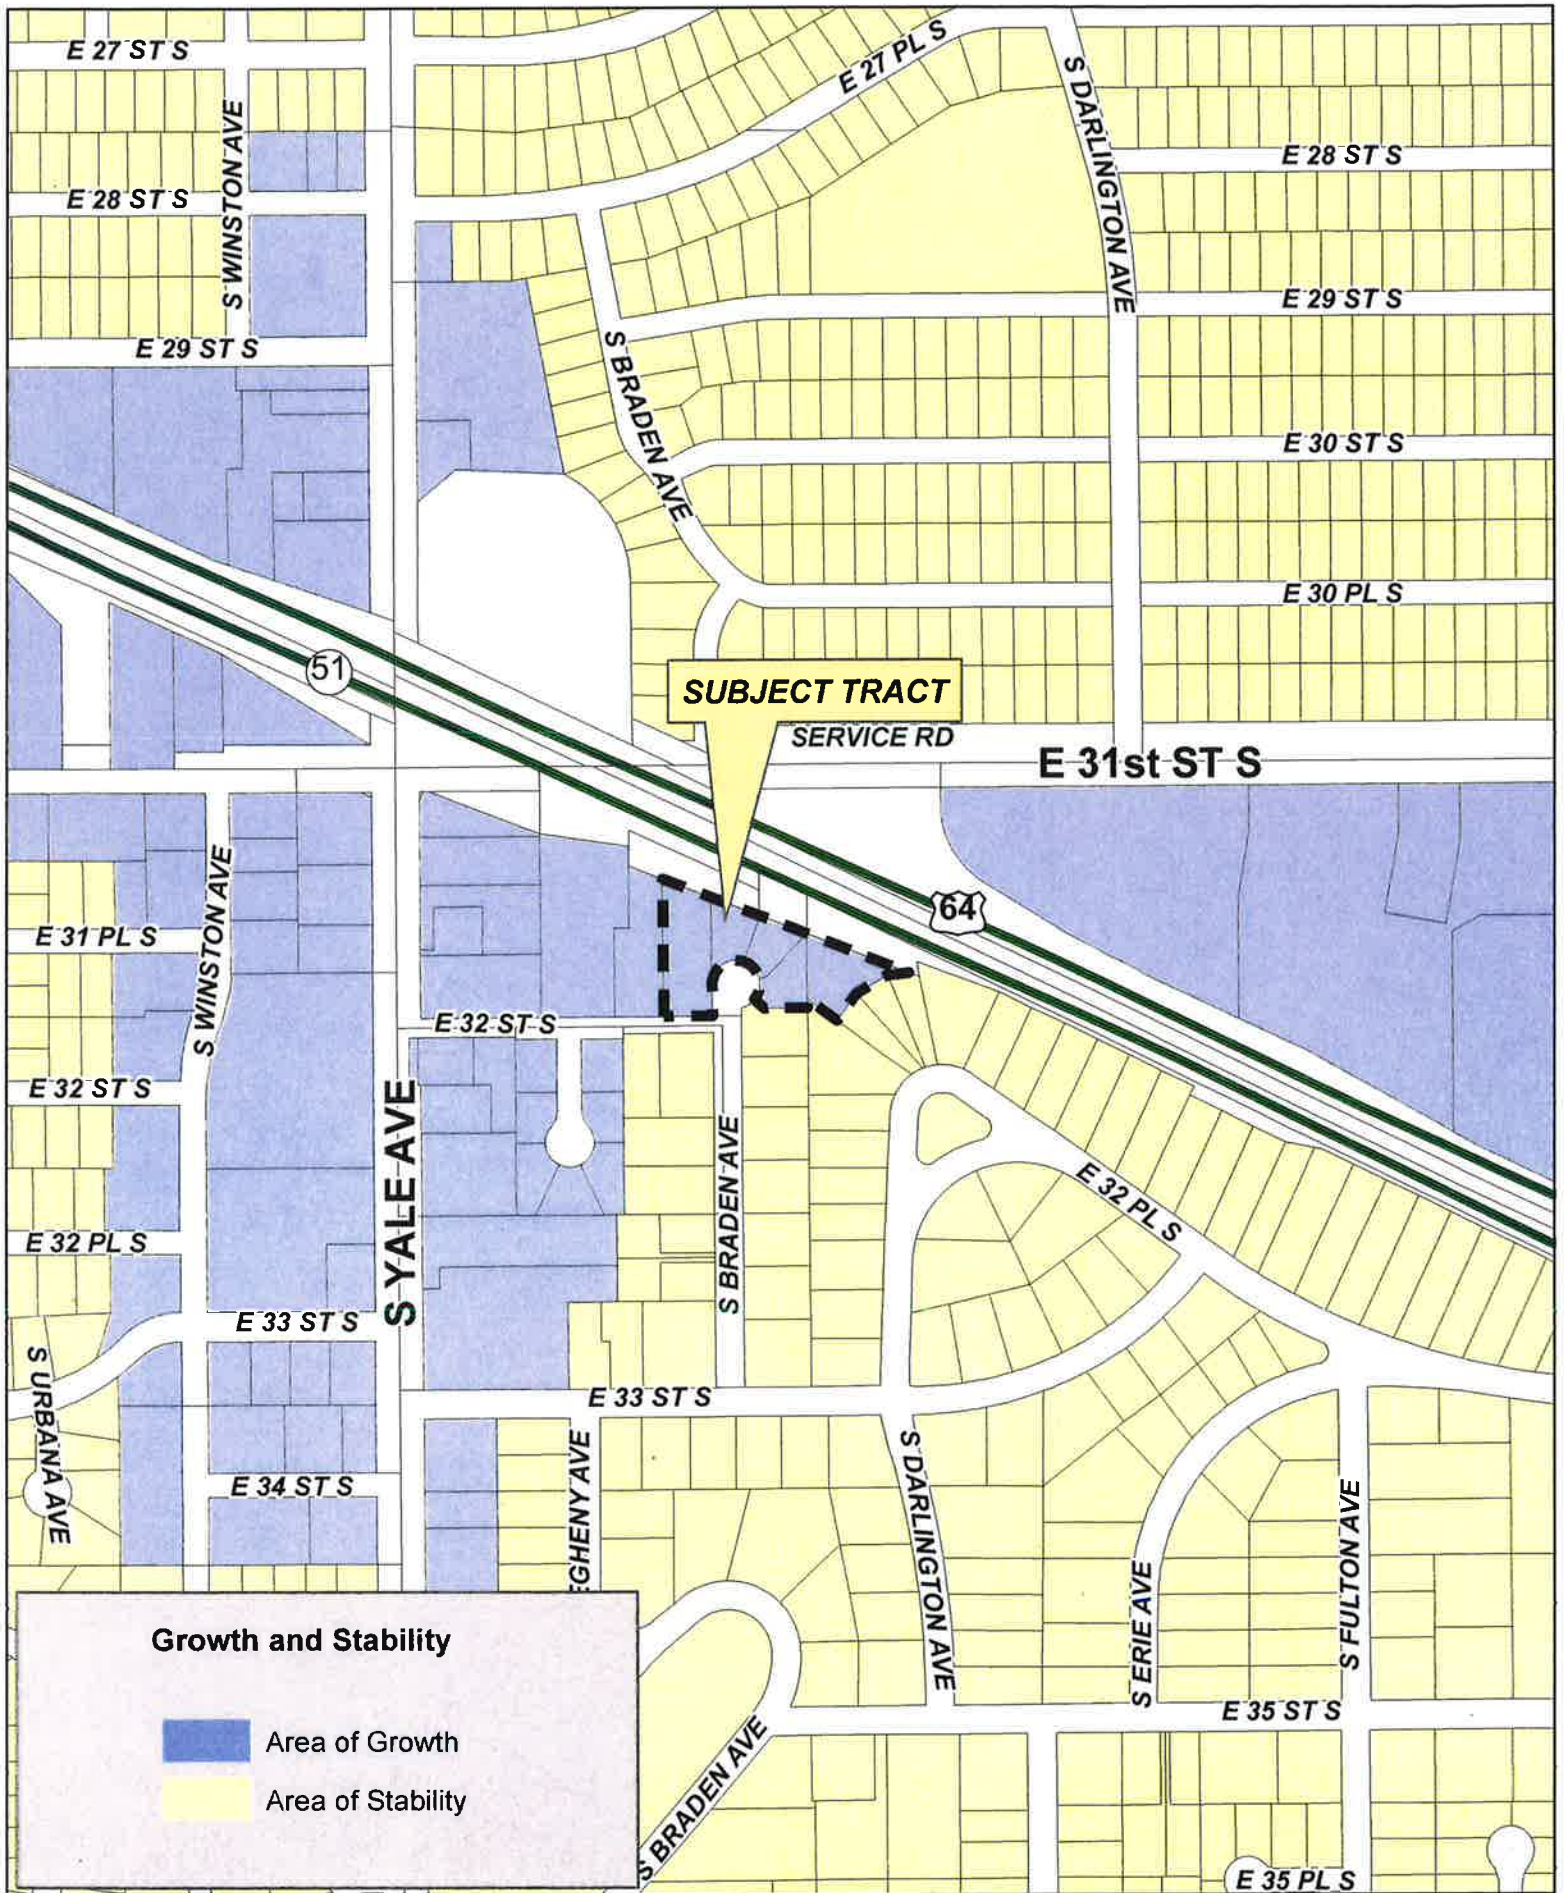 E 27 ST S
E 27 PL S
S DARLINGTON AVE
S WINSTON AVE
E 28 ST S
E 28 ST S
E 29 ST S
E 29 ST S
S BRADEN AVE
E 30 ST S
E 30 PL S
51
SUBJECT TRACT
SERVICE RD
E 31st ST S
64
S WINSTON AVE
E 31 PL S
E 32 ST S
E 32 ST S
S YALE AVE
S BRADEN AVE
E 32 PL S
E 32 PL S
E 33 ST S
S URBANA AVE
E 33 ST S
E 34 ST S
EGHENY AVE
S DARLINGTON AVE
S ERIE AVE
S FULTON AVE
E 35 ST S
S BRADEN AVE
E 35 PL S
Growth and Stability
Area of Growth
Area of Stability